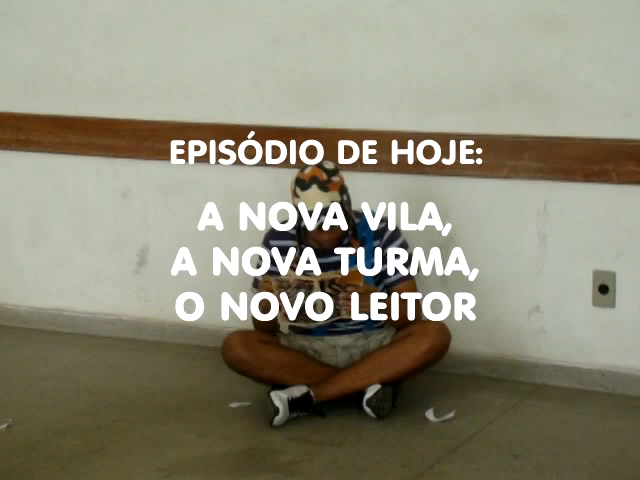 EPISÓDIO DE HOJE:
A NOVA VILA,
A NOVA TURMA,
O NOVO LEITOR